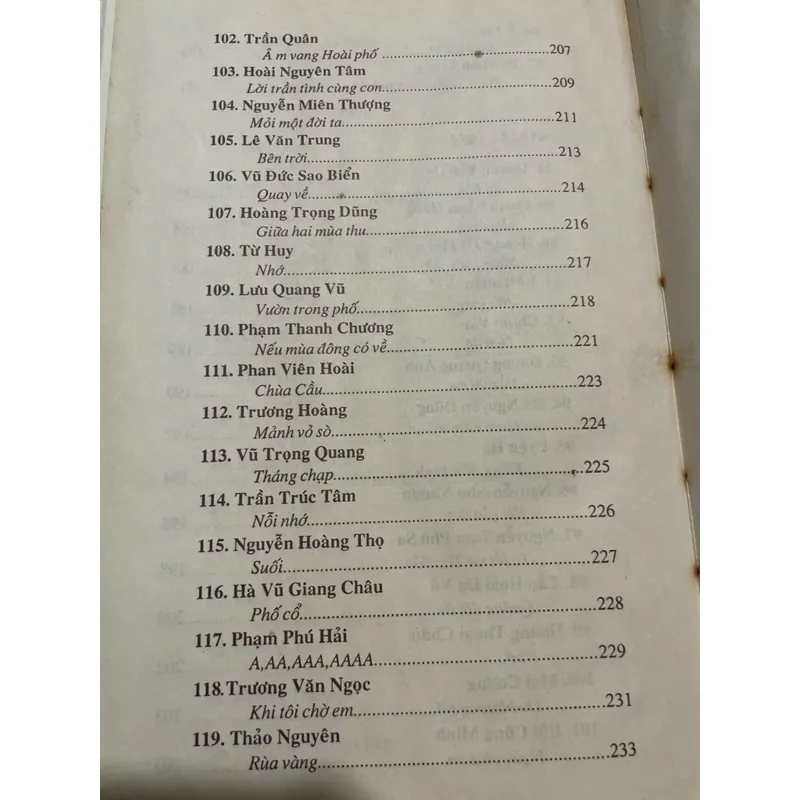 102. Trần Quân
Âm vang Hoài phố ........................207
103. Hoài Nguyên Tâm
Lời trần tình cùng con........................209
104. Nguyễn Miên Thượng
Mỏi một đời ta........................211
105. Lê Văn Trung
Bên trời........................213
106. Vũ Đức Sao Biển
Quay về........................214
107. Hoàng Trọng Dũng
Giữa hai mùa thu........................216
108. Từ Huy
Nhớ........................217
109. Lưu Quang Vũ
Vườn trong phố........................218
110. Phạm Thanh Chương
Nếu mùa đông có về........................221
111. Phan Viên Hoài
Chùa Cầu........................223
112. Trương Hoàng
Mảnh vỏ sò........................224
113. Vũ Trọng Quang
Tháng chạp........................225
114. Trần Trúc Tâm
Nỗi nhớ........................226
115. Nguyễn Hoàng Thọ
Suối........................227
116. Hà Vũ Giang Châu
Phố cổ........................228
117. Phạm Phú Hải
A,AA,AAA,AAAA........................229
118.Trương Văn Ngọc
Khi tôi chờ em........................231
119. Thảo Nguyên
Rùa vàng........................233